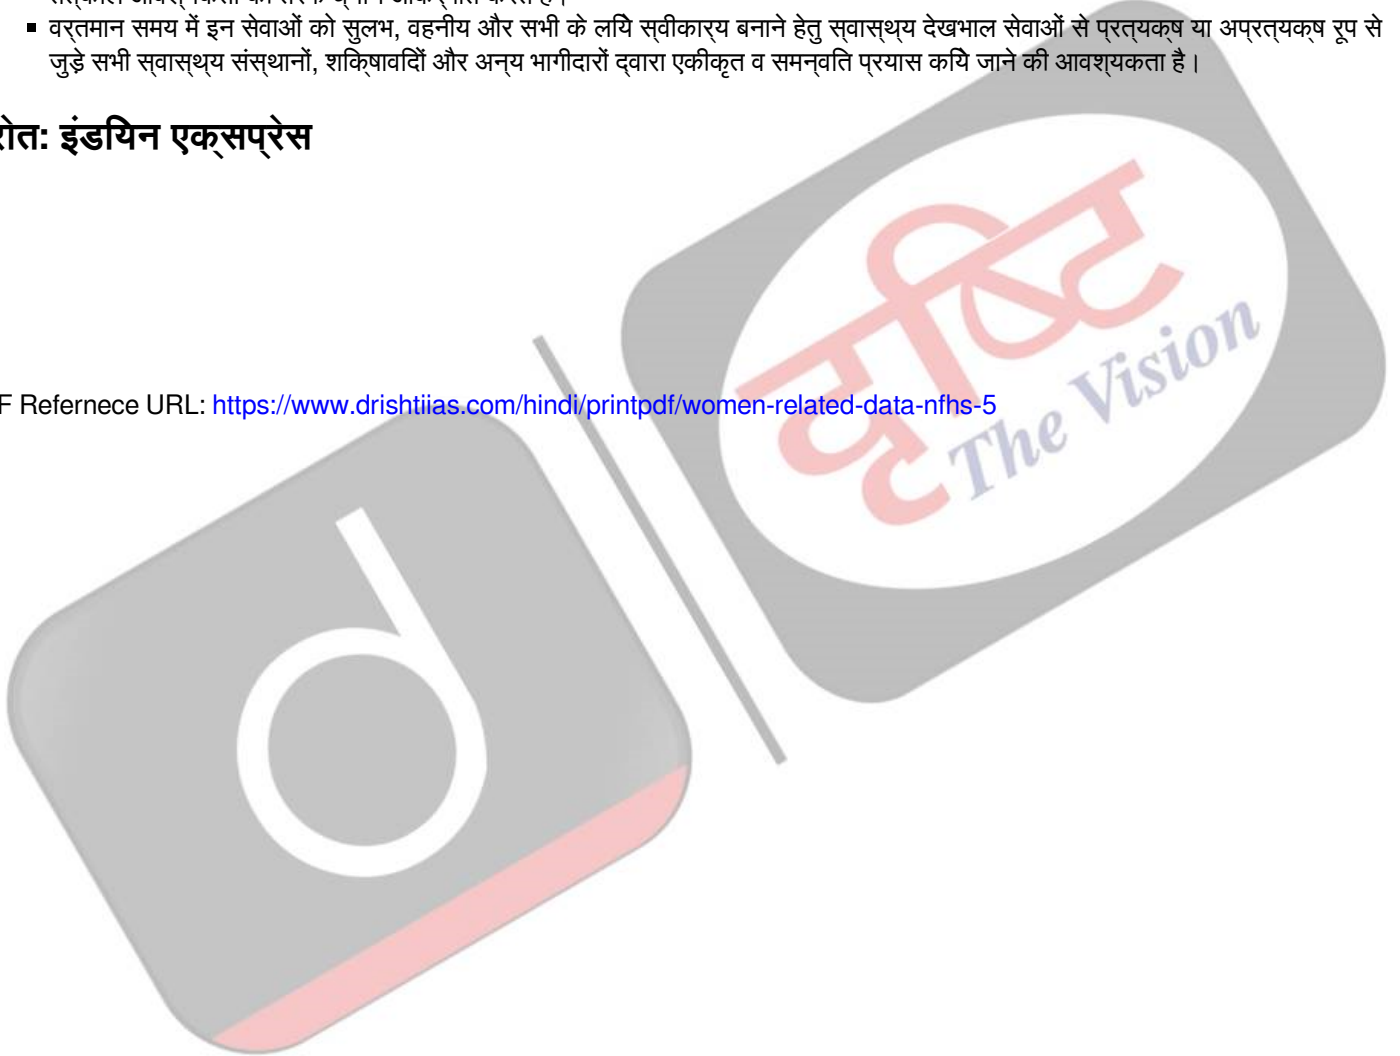 वर्तमान समय में इन सेवाओं को सुलभ, वहनीय और सभी के लिये स्वीकार्य बनाने हेतु स्वास्थ्य देखभाल सेवाओं से प्रत्यक्ष या अप्रत्यक्ष रूप से
जुड़े सभी स्वास्थ्य संस्थानों, शिक्षाविदों और अन्य भागीदारों द्वारा एकीकृत व समन्वित प्रयास किये जाने की आवश्यकता है।
रोत: इंडियन एक्सप्रेस
F Refernece URL: https://www.drishtiias.com/hindi/printpdf/women-related-data-nfhs-5
दृष्टि
The Vision
d